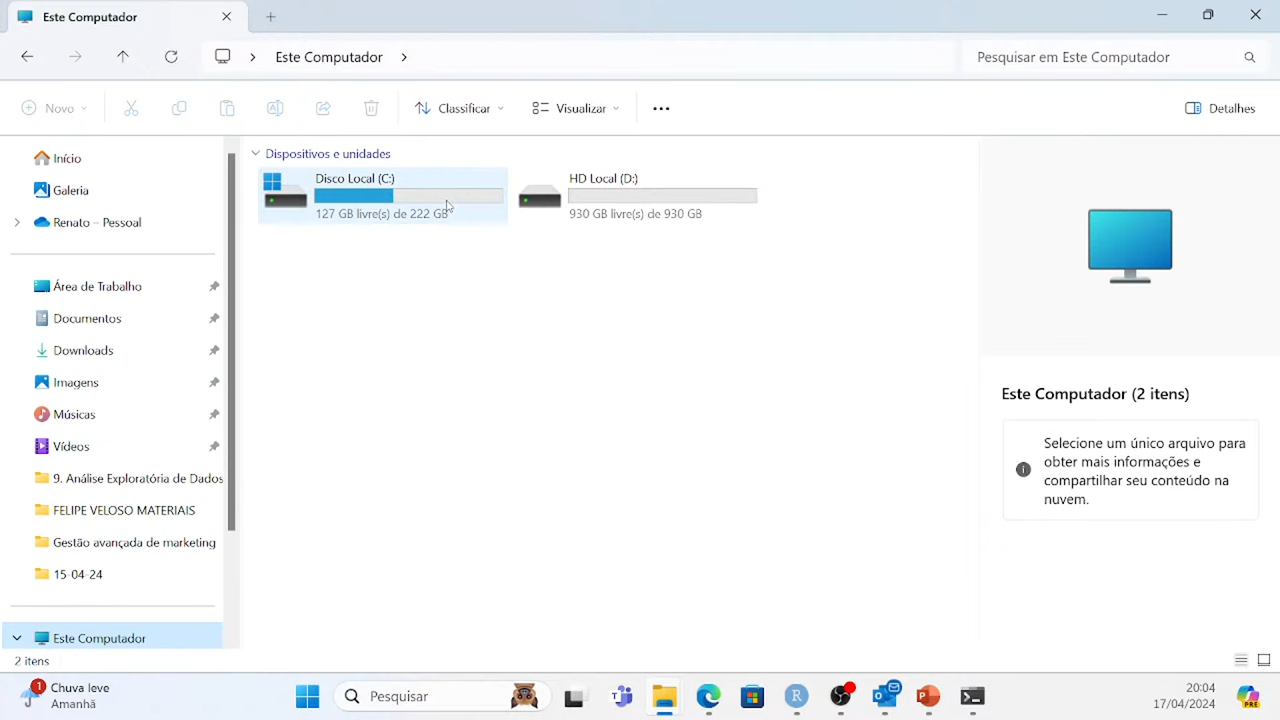 Este Computador
Este Computador
Pesquisar em Este Computador
Novo
Classificar
Visualizar
Detalhes
Início
Galeria
Renato – Pessoal
Área de Trabalho
Documentos
Downloads
Imagens
Músicas
Vídeos
9. Análise Exploratória de Dados
FELIPE VELOSO MATERIAIS
Gestão avançada de marketing
15-04-24
Este Computador
Dispositivos e unidades
Disco Local (C:)
127 GB livre(s) de 222 GB
HD Local (D:)
930 GB livre(s) de 930 GB
Este Computador (2 itens)
Selecione um único arquivo para
obter mais informações e
compartilhar seu conteúdo na
nuvem.
2 itens
1
Chuva leve
Amanhã
Pesquisar
R
PRE
20:04
17/04/2024